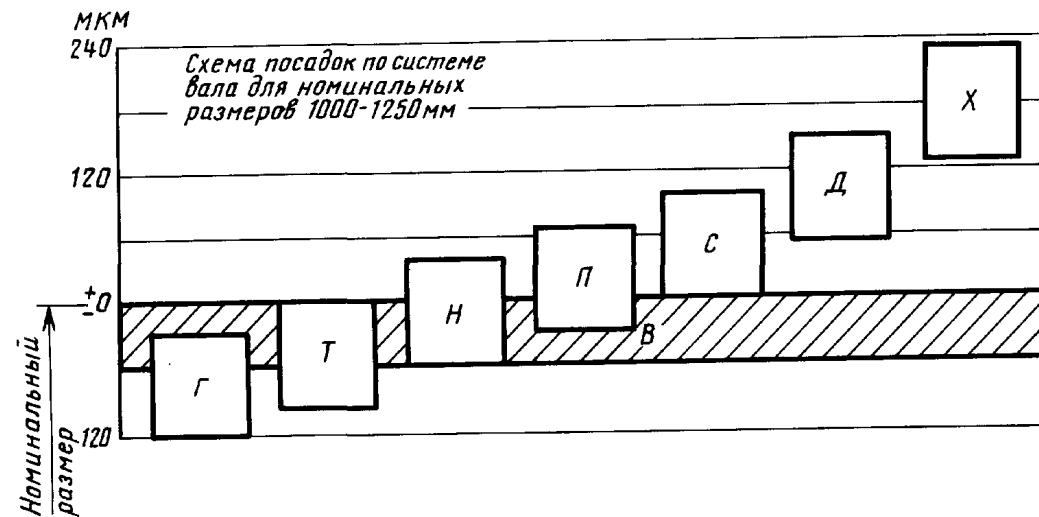 МКМ
240
Схема посадок по системе
вала для номинальных
размеров 1000-1250мм
Х
120
Д
С
П
±0
Н
В
Т
Г
120
Номинальный
размер